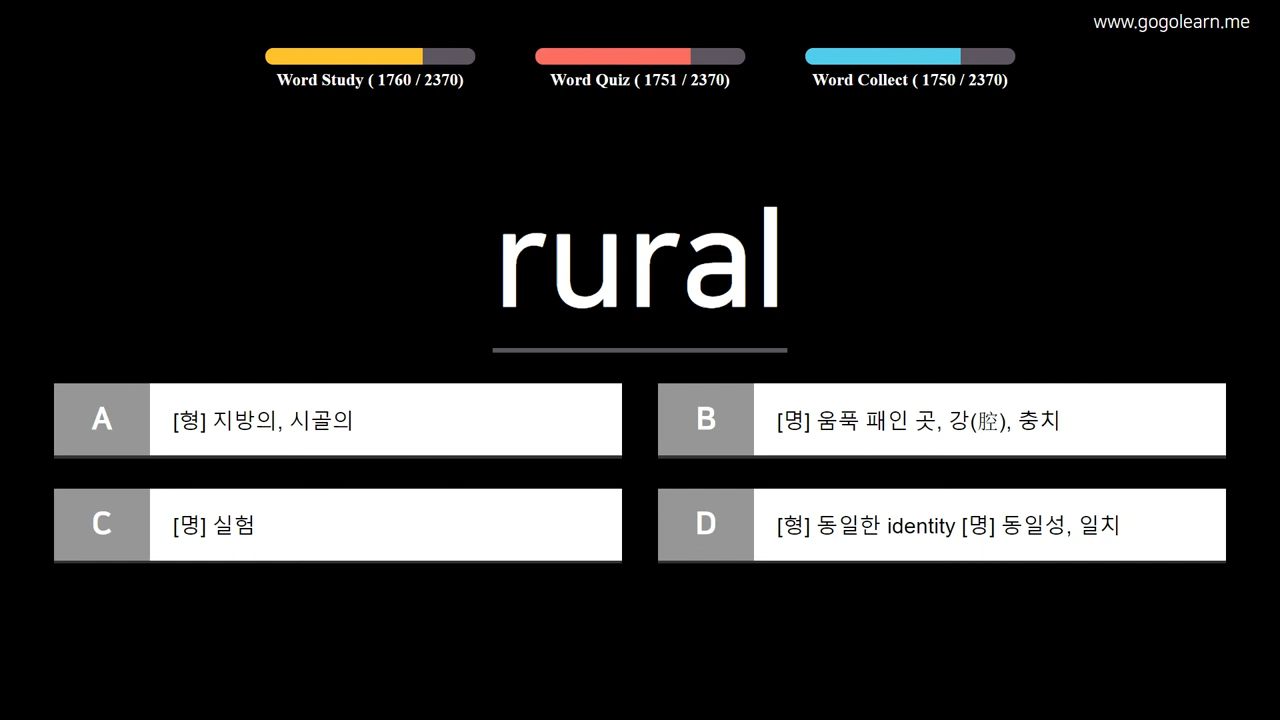 www.gogolearn.me
Word Study ( 1760 / 2370)
Word Quiz ( 1751 / 2370)
Word Collect ( 1750 / 2370)
rural
A
[형] 지방의, 시골의
B
[명] 움푹 패인 곳, 강(腔), 충치
C
[명] 실험
D
[형] 동일한 identity [명] 동일성, 일치